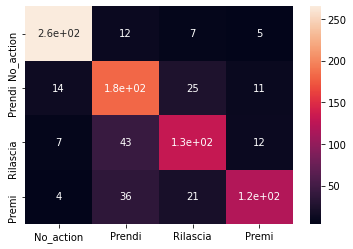 No_action 2.6e+02 12 7 5
Prendi 14 1.8e+02 25 11
Rilascia 7 43 1.3e+02 12
Premi 4 36 21 1.2e+02
No_action Prendi Rilascia Premi
250
200
150
100
50